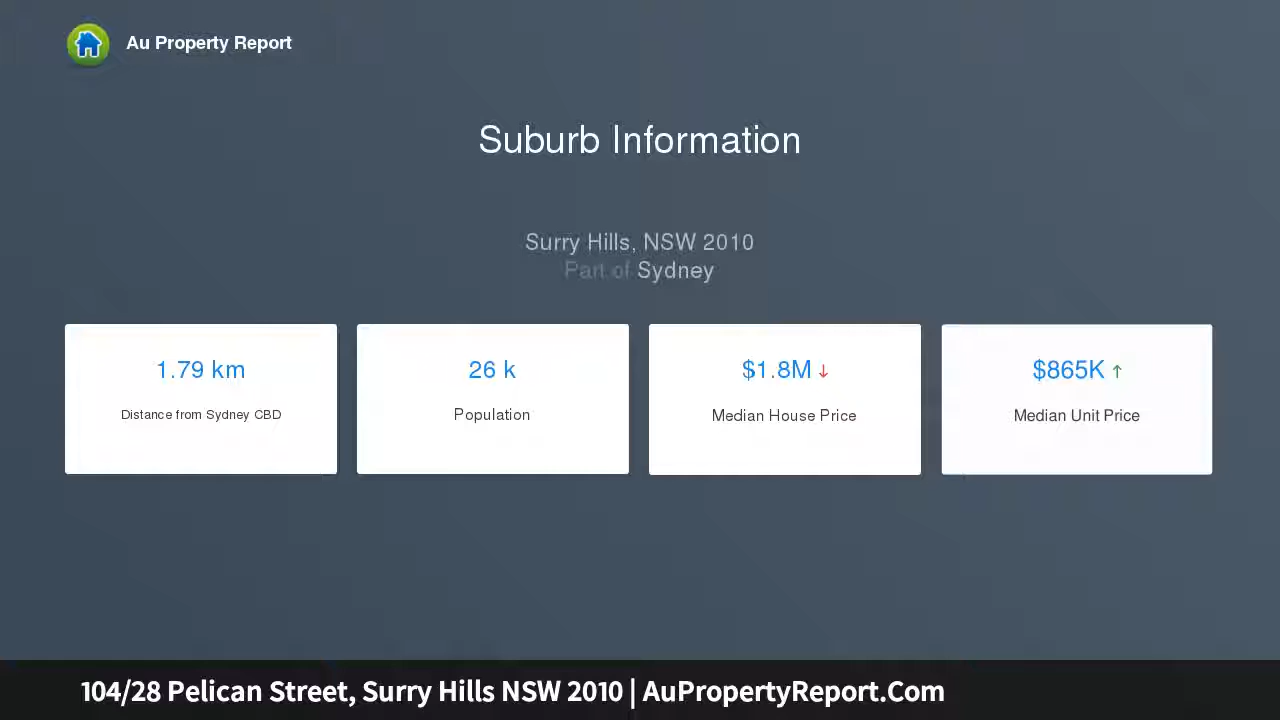 Au Property Report
Suburb Information
Surry Hills, NSW 2010
Part of Sydney
1.79 km
Distance from Sydney CBD
26 k
Population
$1.8M ↓
Median House Price
$865K ↑
Median Unit Price
104/28 Pelican Street, Surry Hills NSW 2010 | AuPropertyReport.Com